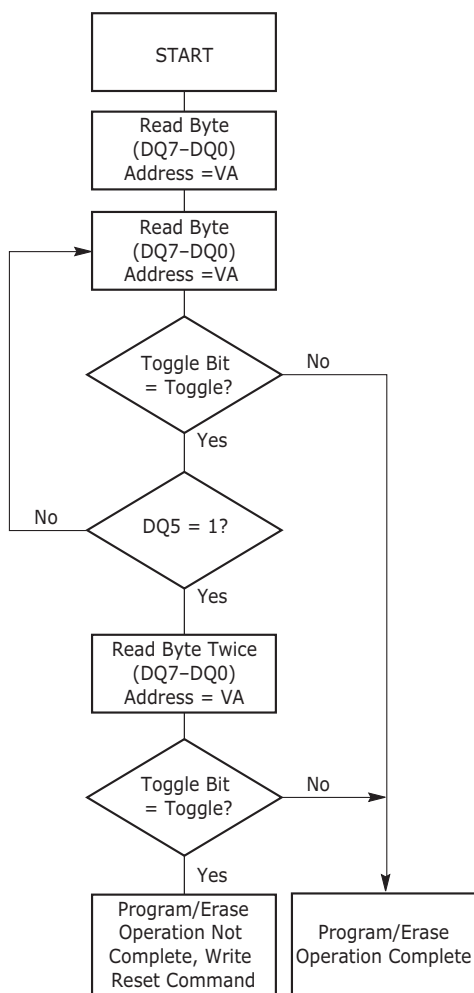 START
Read Byte
(DQ7–DQ0)
Address =VA
Read Byte
(DQ7–DQ0)
Address =VA
Toggle Bit
= Toggle?
No
Yes
No
DQ5 = 1?
Yes
Read Byte Twice
(DQ7–DQ0)
Address = VA
Toggle Bit
= Toggle?
No
Yes
Program/Erase
Operation Not
Complete, Write
Reset Command
Program/Erase
Operation Complete